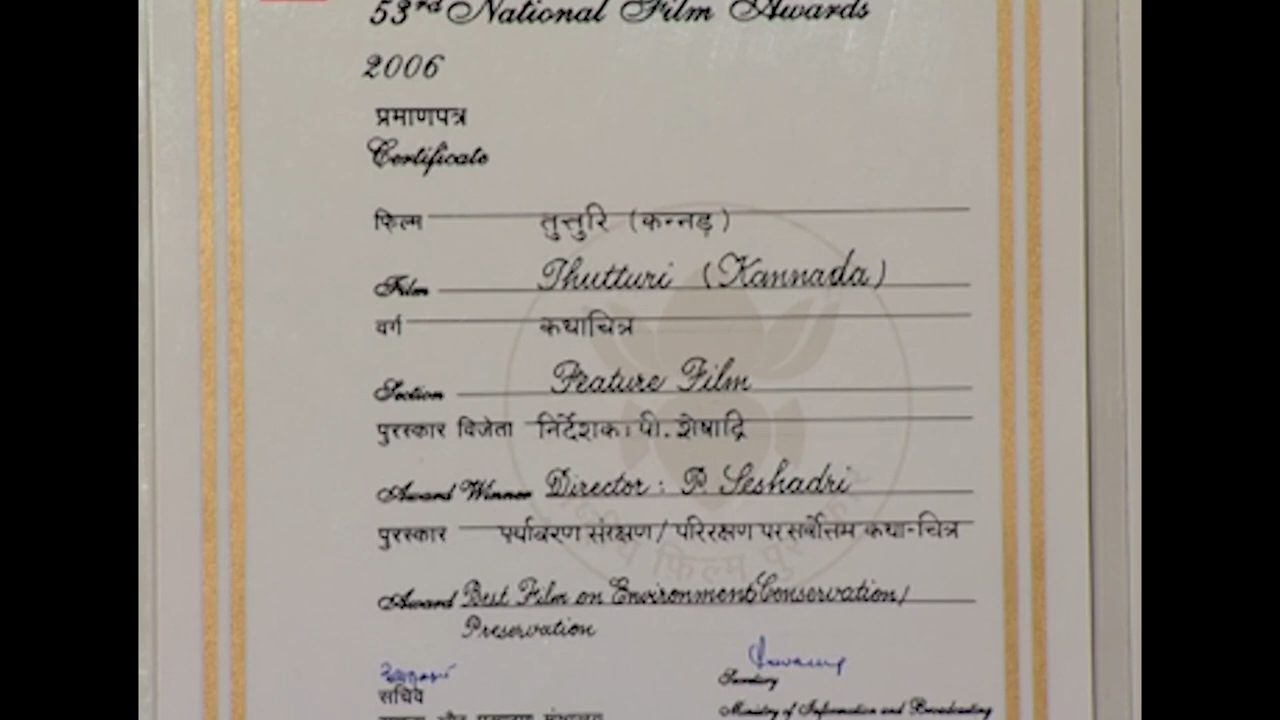 53rd National Film Awards
2006
प्रमाणपत्र
Certificate
फिल्म तुत्तुरि (कन्नड़)
Film Thutturi (Kannada)
वर्ग कथाचित्र
Section Feature Film
पुरस्कार विजेता निर्देशक: पी. शेषाद्रि
Award Winner Director: P. Seshadri
पुरस्कार पर्यावरण संरक्षण/परिरक्षण पर सर्वोत्तम कथा-चित्र
Award Best Film on Environment Conservation/
Preservation
सचिव
Secretary
Ministry of Information and Broadcasting